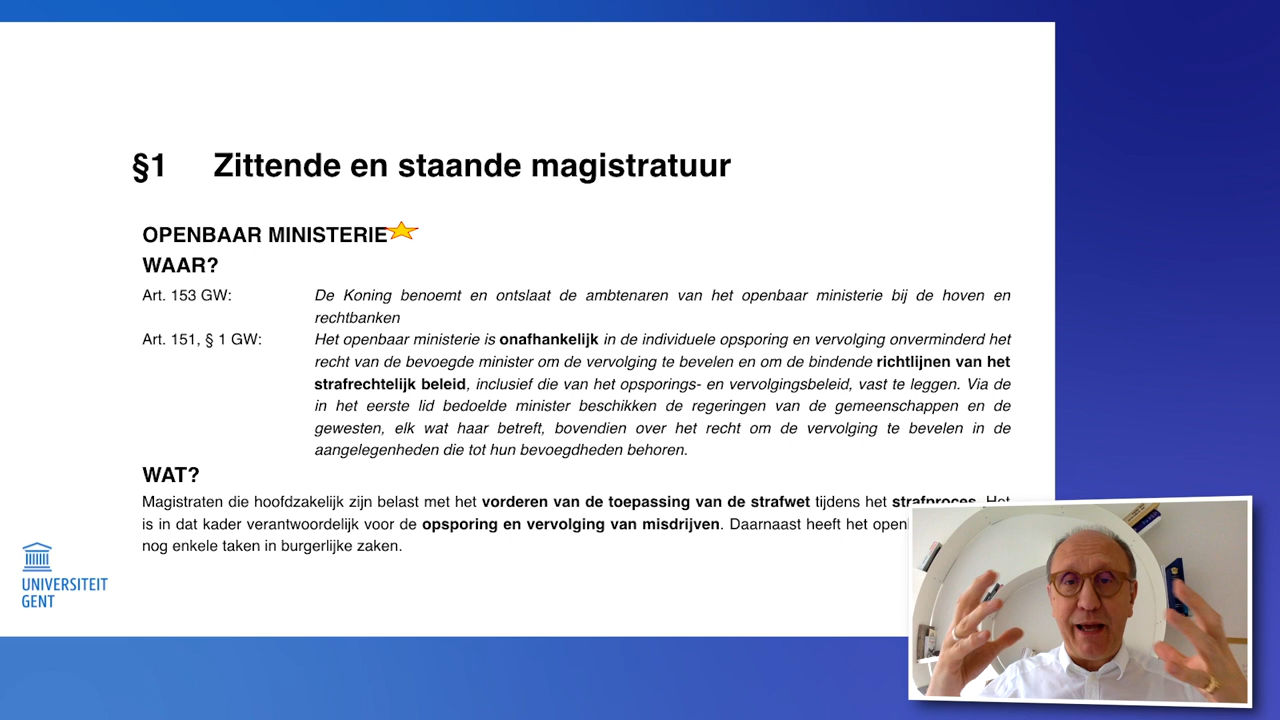 §1 Zittende en staande magistratuur
OPENBAAR MINISTERIE
WAAR?
Art. 153 GW: De Koning benoemt en ontslaat de ambtenaren van het openbaar ministerie bij de hoven en
rechtbanken
Art. 151, § 1 GW: Het openbaar ministerie is onafhankelijk in de individuele opsporing en vervolging onverminderd het
recht van de bevoegde minister om de vervolging te bevelen en om de bindende richtlijnen van het
strafrechtelijk beleid, inclusief die van het opsporings- en vervolgingsbeleid, vast te leggen. Via de
in het eerste lid bedoelde minister beschikken de regeringen van de gemeenschappen en de
gewesten, elk wat haar betreft, bovendien over het recht om de vervolging te bevelen in de
aangelegenheden die tot hun bevoegdheden behoren.
WAT?
Magistraten die hoofdzakelijk zijn belast met het vorderen van de toepassing van de strafwet tijdens het strafproces. Het
is in dat kader verantwoordelijk voor de opsporing en vervolging van misdrijven. Daarnaast heeft het open
nog enkele taken in burgerlijke zaken.
UNIVERSITEIT
GENT